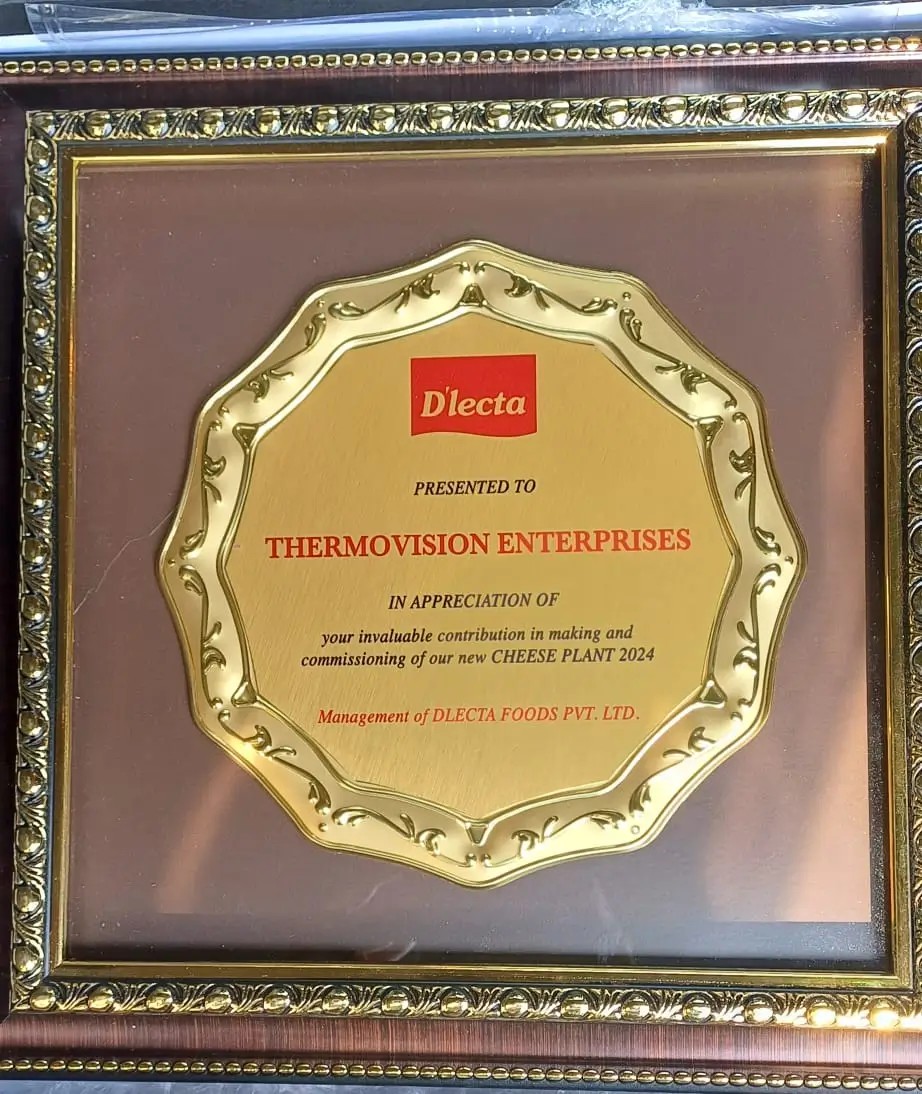 D'lecta
PRESENTED TO
THERMOVISION ENTERPRISES
IN APPRECIATION OF
your invaluable contribution in making and
commissioning of our new CHEESE PLANT 2024
Management of DLECTA FOODS PVT. LTD.